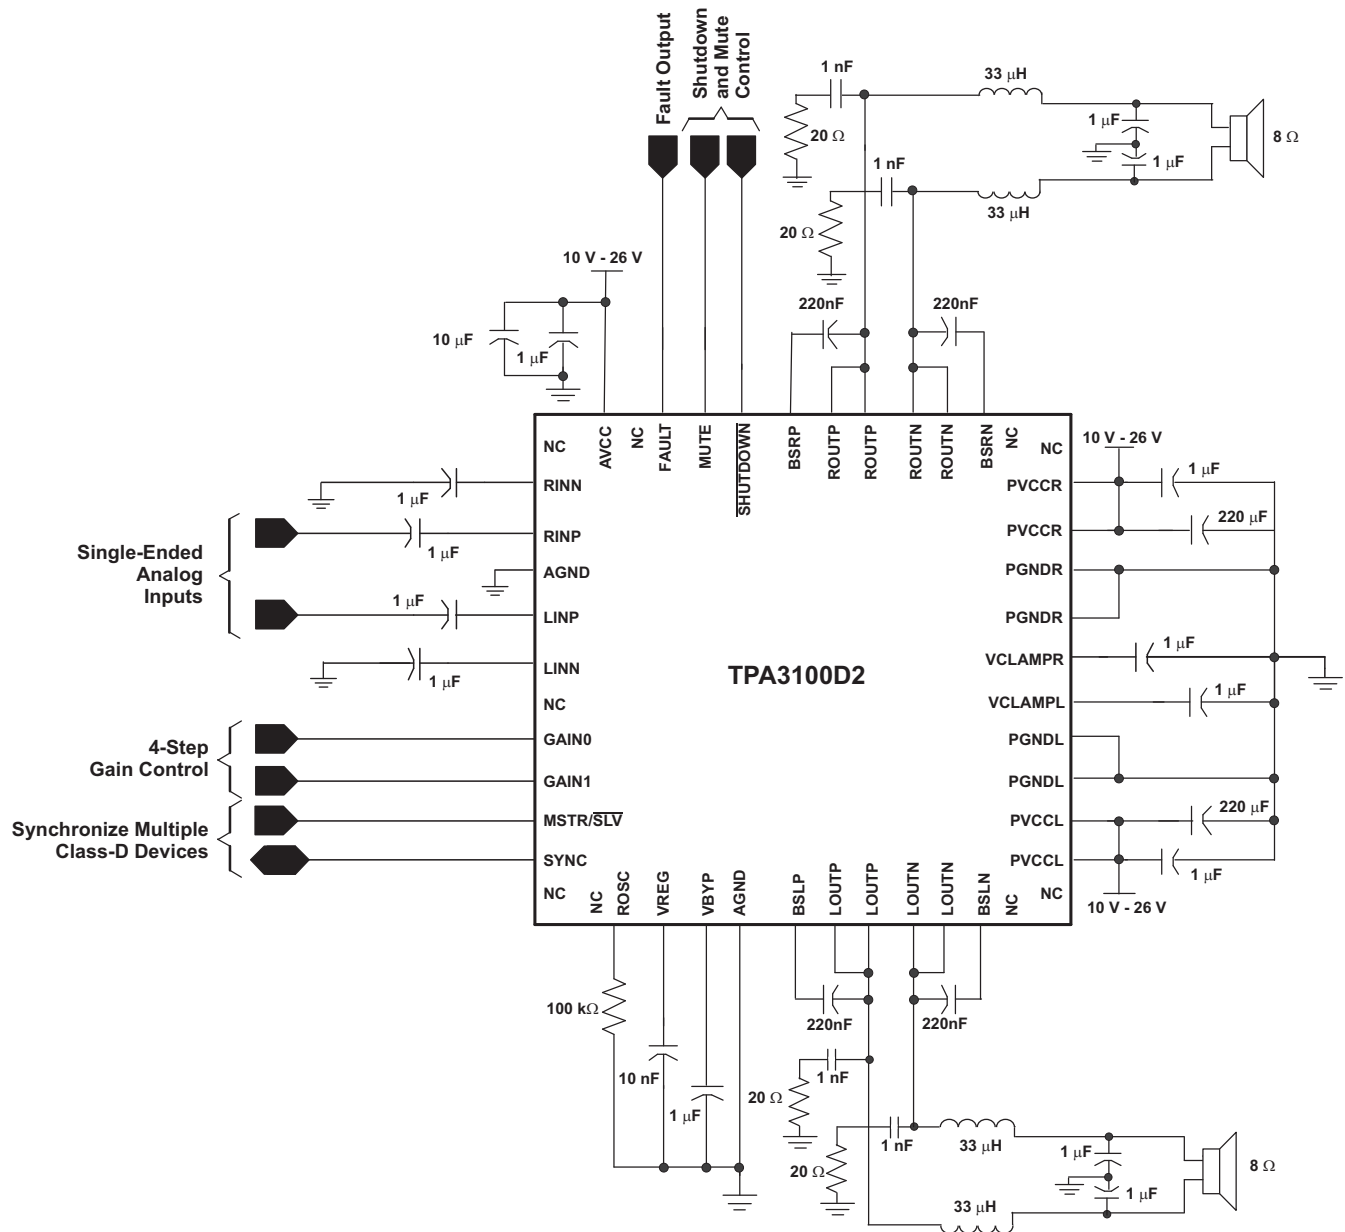 Fault Output
Shutdown
and Mute
Control
1 nF
33 μH
20 Ω
1 μF
1 μF
8 Ω
1 nF
33 μH
20 Ω
10 V - 26 V
10 μF
1 μF
220nF
220nF
NC
AVCC
NC
FAULT
MUTE
SHUTDOWN
BSRP
ROUTP
ROUTP
ROUTN
ROUTN
BSRN
NC
NC
10 V - 26 V
1 μF
RINN
PVCCR
1 μF
220 μF
RINP
PVCCR
1 μF
Single-Ended
Analog
Inputs
AGND
PGNDR
1 μF
LINP
PGNDR
1 μF
LINN
VCLAMPR
1 μF
TPA3100D2
NC
VCLAMPL
1 μF
4-Step
Gain Control
GAIN0
PGNDL
GAIN1
PGNDL
Synchronize Multiple
Class-D Devices
MSTR/SLV
PVCCL
220 μF
SYNC
PVCCL
1 μF
NC
NC
ROSC
VREG
VBYP
AGND
BSLP
LOUTP
LOUTP
LOUTN
LOUTN
BSLN
NC
NC
10 V - 26 V
100 kΩ
220nF
220nF
10 nF
1 μF
1 nF
20 Ω
1 nF
33 μH
20 Ω
1 μF
1 μF
8 Ω
33 μH